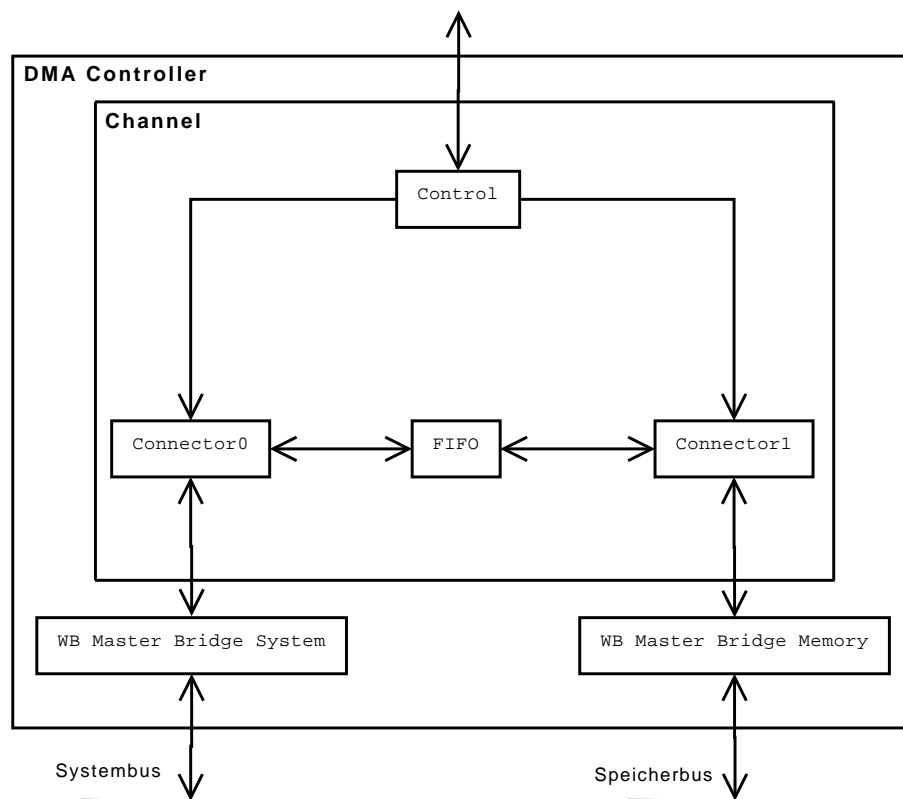 DMA Controller
Channel
Control
Connector0
FIFO
Connector1
WB Master Bridge System
WB Master Bridge Memory
Systembus
Speicherbus